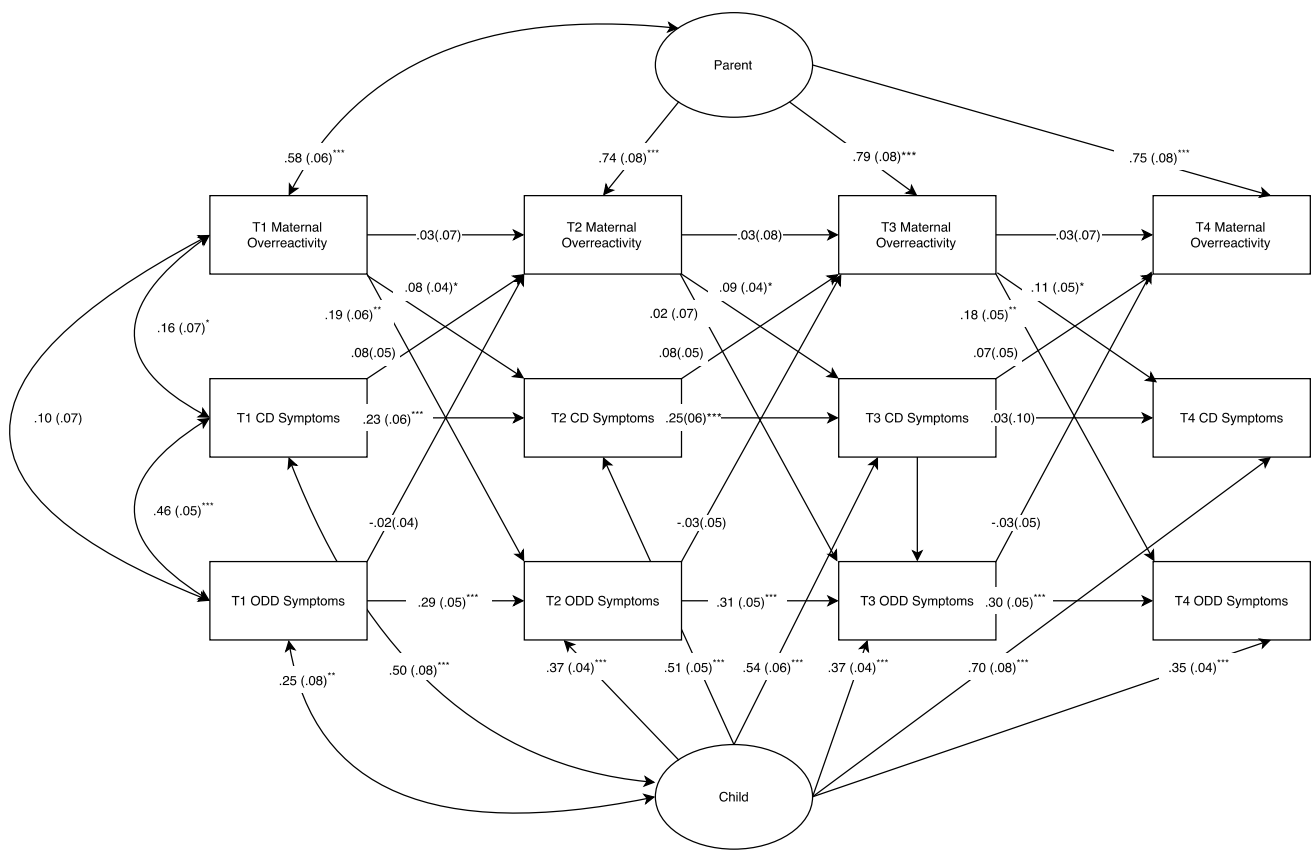 Parent
.58 (.06)***
.74 (.08)***
.79 (.08)***
.75 (.08)***
T1 Maternal
Overreactivity
.03(.07)
T2 Maternal
Overreactivity
.03(.08)
T3 Maternal
Overreactivity
.03(.07)
T4 Maternal
Overreactivity
.08 (.04)*
.09 (.04)*
.11 (.05)*
.19 (.06)**
.02 (.07)
.18 (.05)**
.16 (.07)*
.08(.05)
.08(.05)
.07(.05)
.10 (.07)
T1 CD Symptoms
.23 (.06)***
T2 CD Symptoms
.25(06)***
T3 CD Symptoms
.03(.10)
T4 CD Symptoms
.46 (.05)***
-.02(.04)
-.03(.05)
-.03(.05)
T1 ODD Symptoms
.29 (.05)***
T2 ODD Symptoms
.31 (.05)***
T3 ODD Symptoms
.30 (.05)***
T4 ODD Symptoms
.25 (.08)**
.50 (.08)***
.37 (.04)***
.51 (.05)***
.54 (.06)***
.37 (.04)***
.70 (.08)***
.35 (.04)***
Child